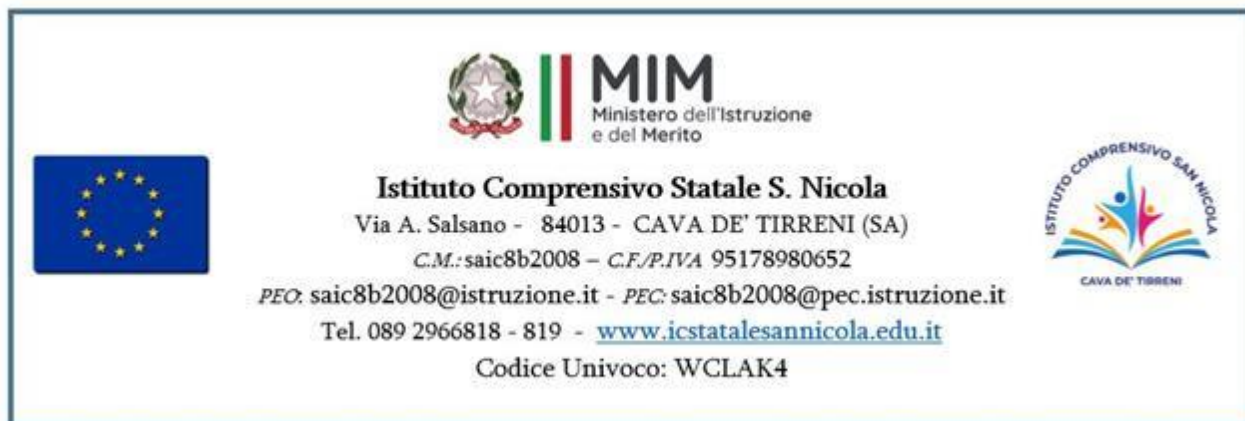 MIM
Ministero dell'Istruzione
e del Merito
Istituto Comprensivo Statale S. Nicola
Via A. Salsano - 84013 - CAVA DE' TIRRENI (SA)
C.M.: saic8b2008 – C.F./P.IVA 95178980652
PEO: saic8b2008@istruzione.it - PEC: saic8b2008@pec.istruzione.it
Tel. 089 2966818 - 819 - www.icstatalesannicola.edu.it
Codice Univoco: WCLAK4
ISTITUTO COMPRENSIVO SAN NICOLA
CAVA DE' TIRRENI